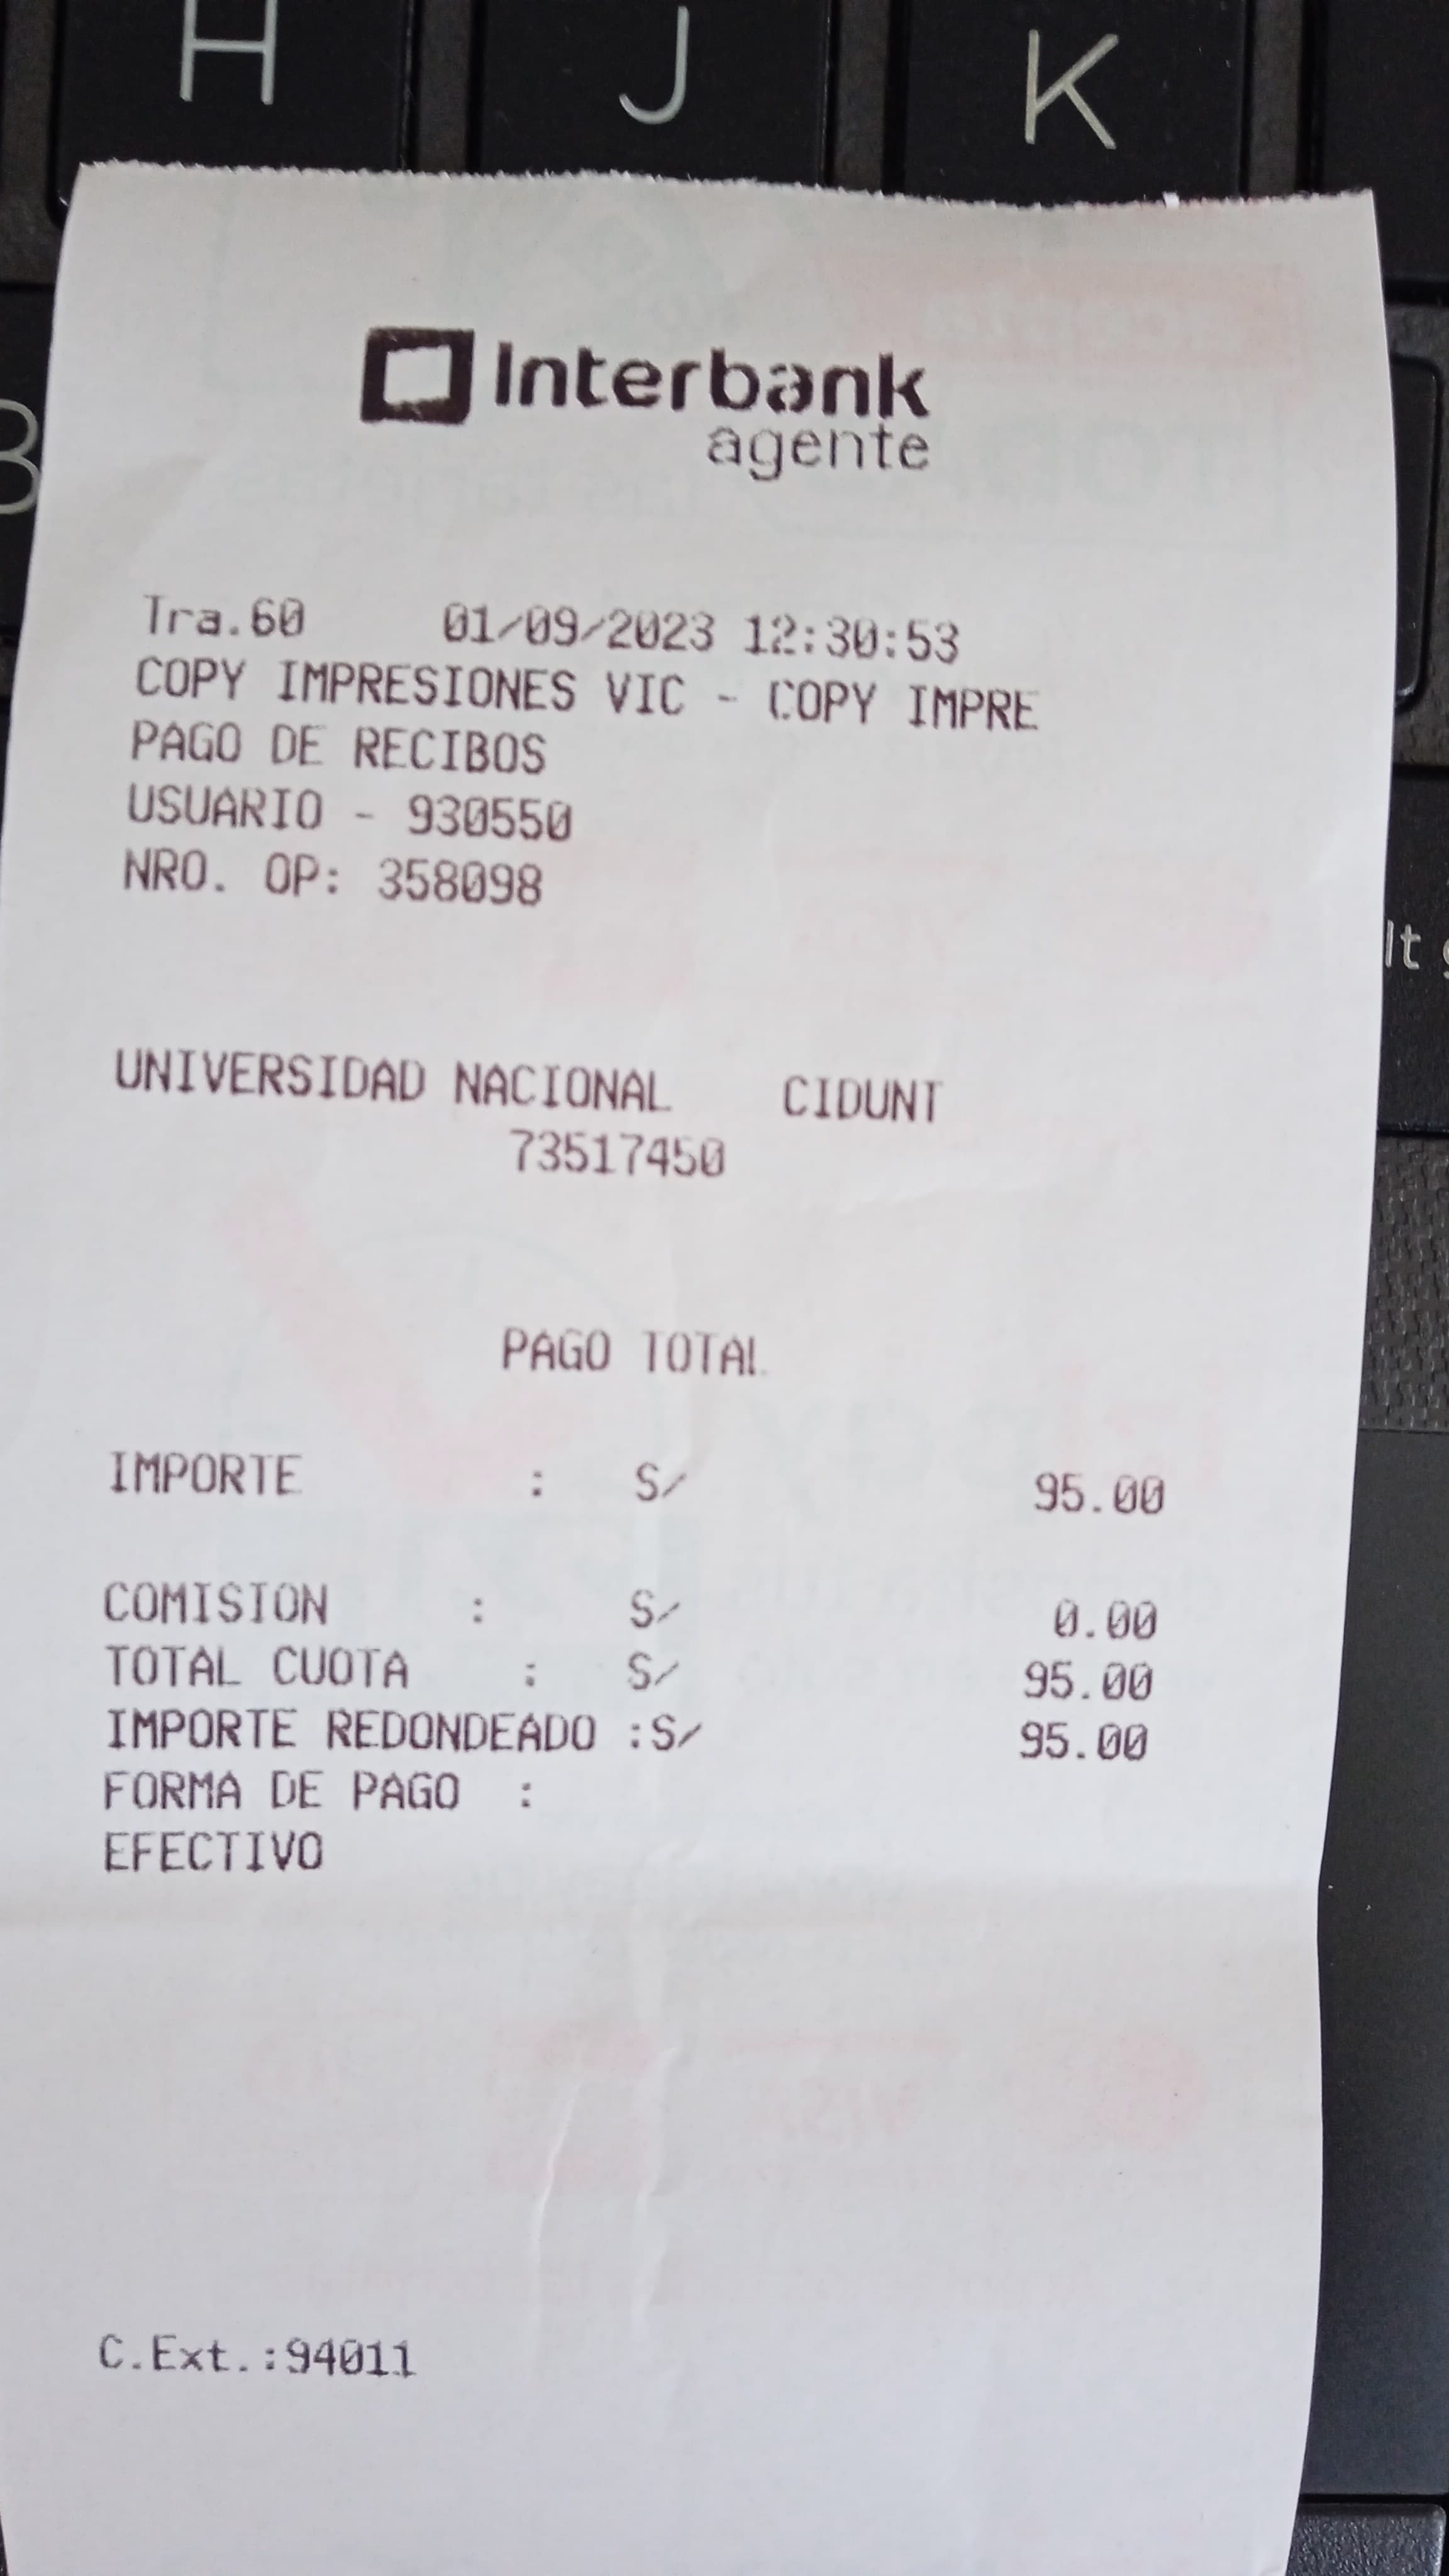 H J K
B
Interbank
agente
Tra.60 01/09/2023 12:30:53
COPY IMPRESIONES VIC - COPY IMPRE
PAGO DE RECIBOS
USUARIO - 930550
NRO. OP: 358098
UNIVERSIDAD NACIONAL CIDUNT
73517450
PAGO TOTAL
IMPORTE : S/ 95.00
COMISION : S/ 0.00
TOTAL CUOTA : S/ 95.00
IMPORTE REDONDEADO :S/ 95.00
FORMA DE PAGO :
EFECTIVO
C.Ext.:94011